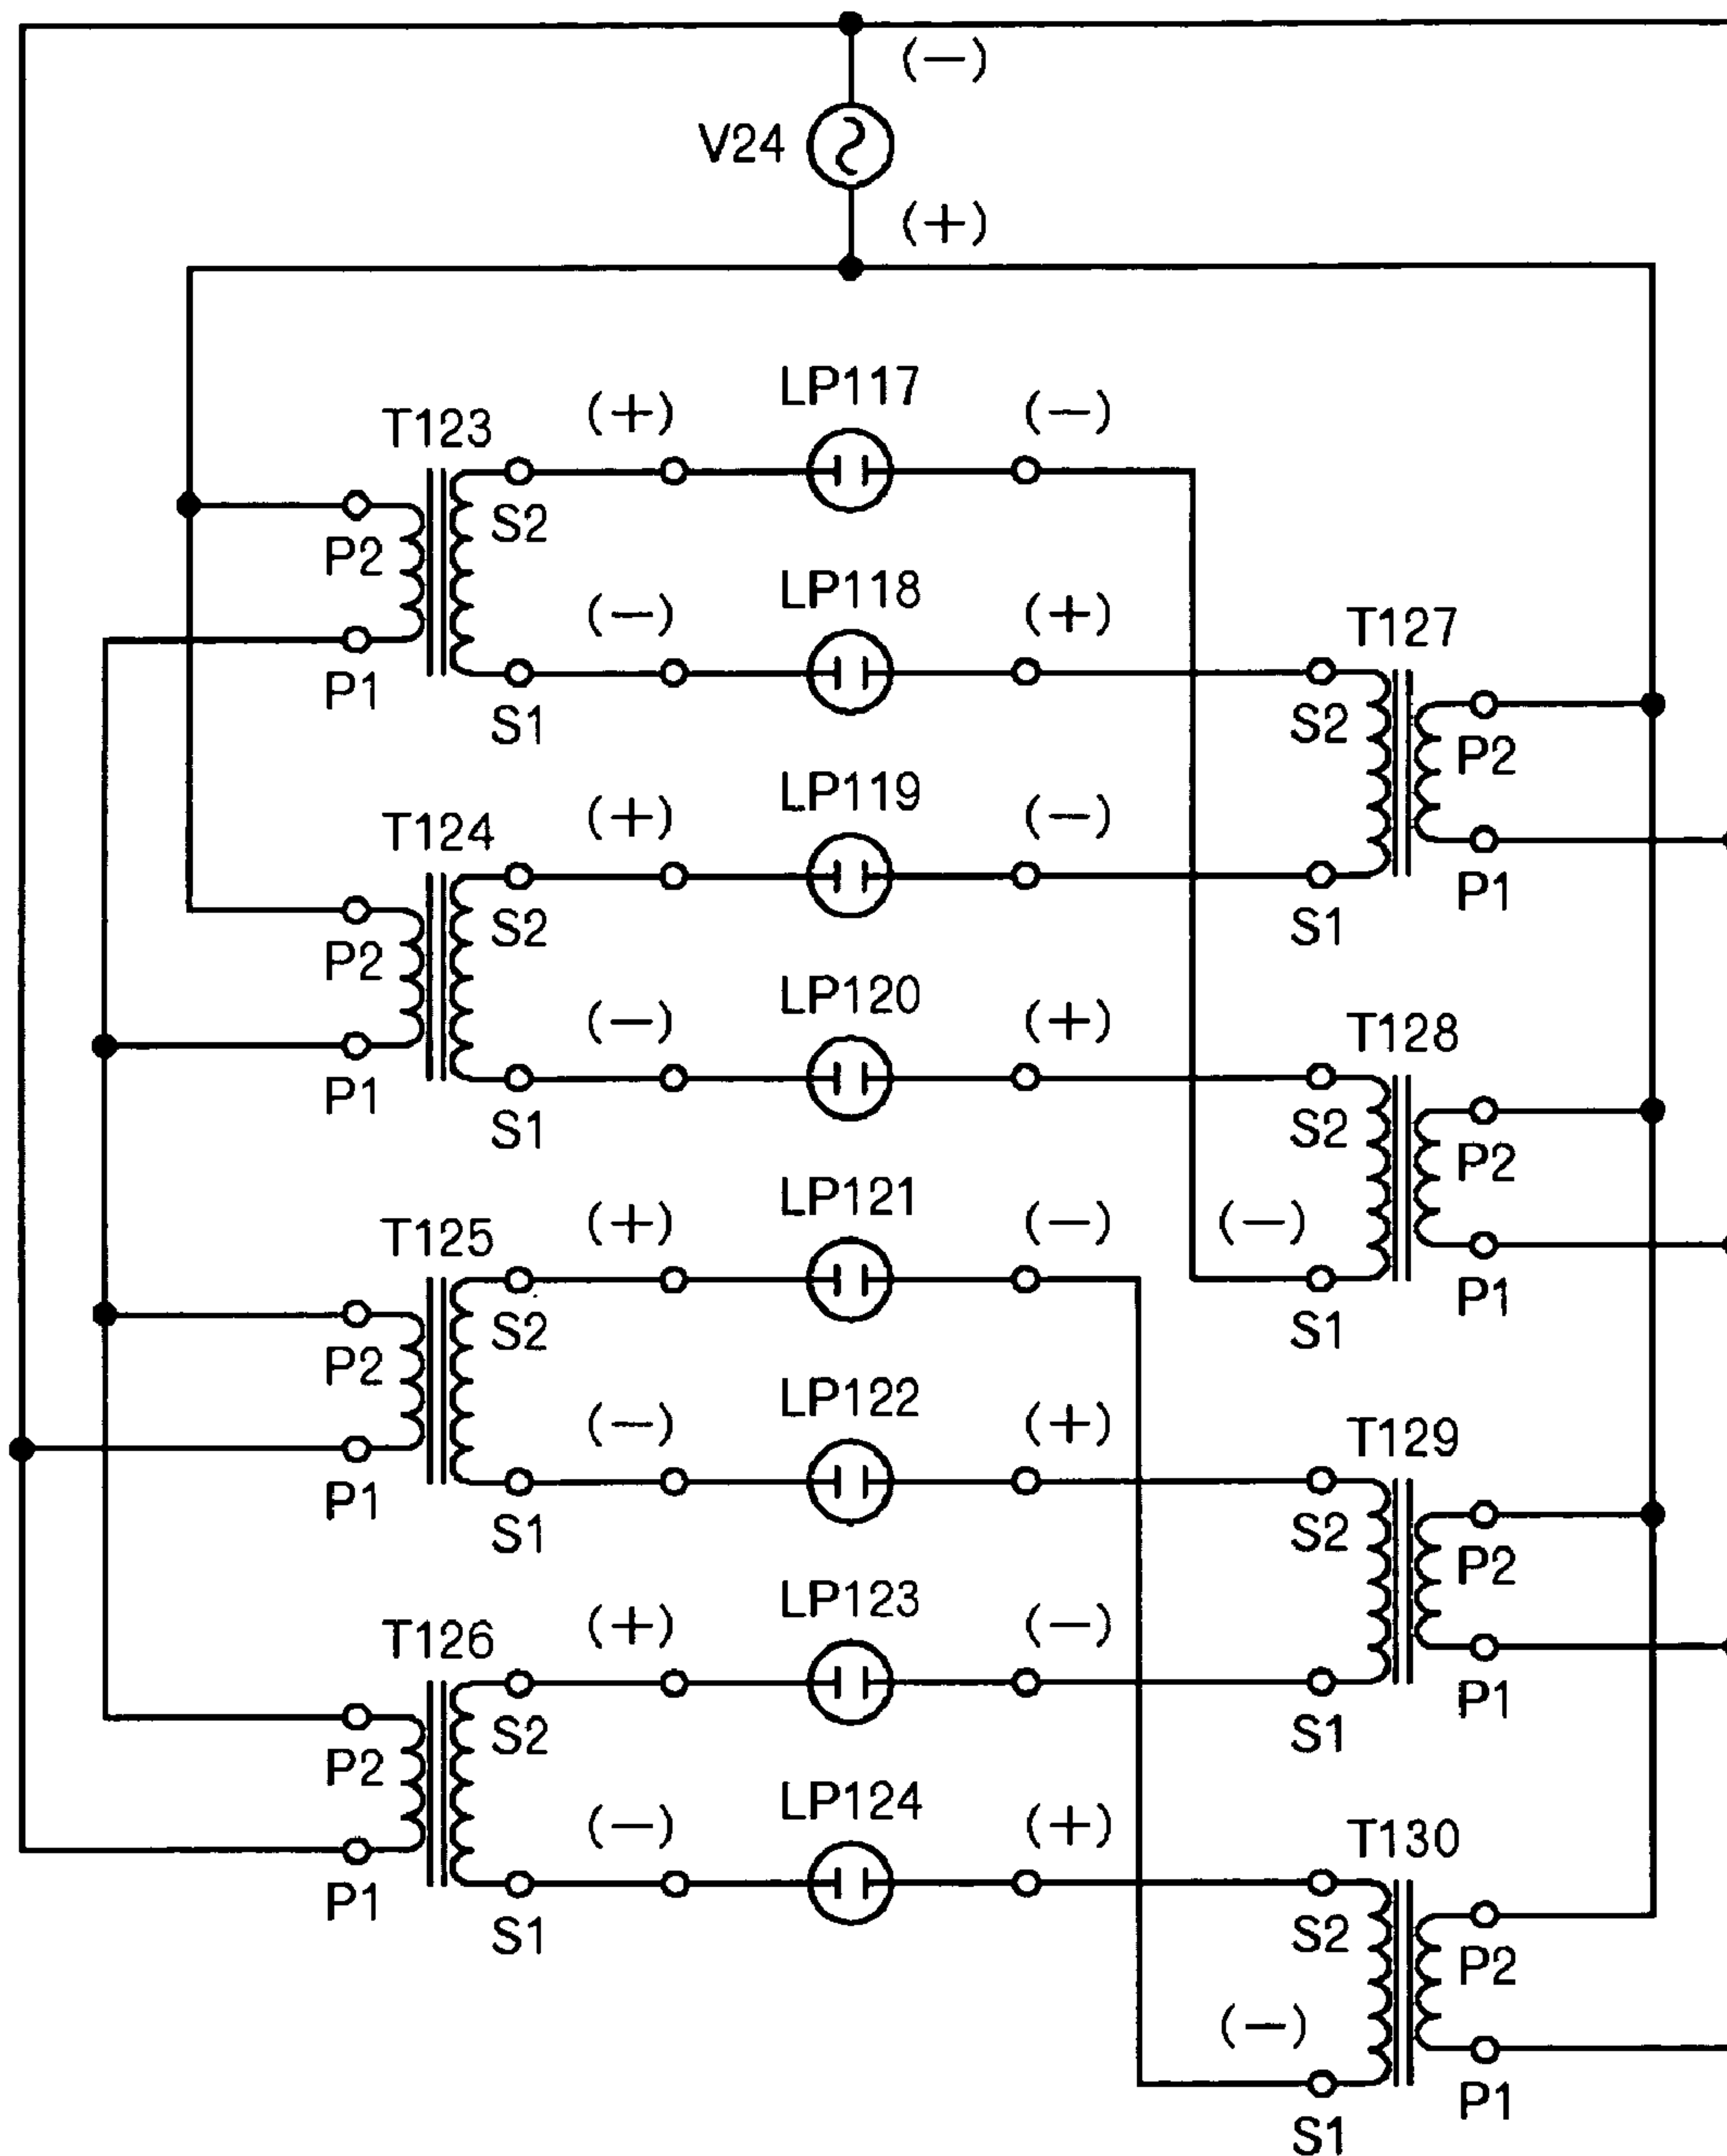 (−)
V24
(+)
LP117
(+)
(−)
T123
S2
P2
LP118
(−)
(+)
T127
P1
S1
S2
P2
LP119
(+)
(−)
T124
P1
S2
S1
P2
LP120
(−)
(+)
T128
P1
S1
S2
P2
LP121
(+)
(−)
(−)
T125
P1
S2
S1
P2
LP122
(−)
(+)
T129
P1
S1
S2
P2
LP123
(+)
(−)
T126
P1
S2
S1
P2
LP124
(−)
(+)
T130
P1
S1
S2
P2
(−)
P1
S1